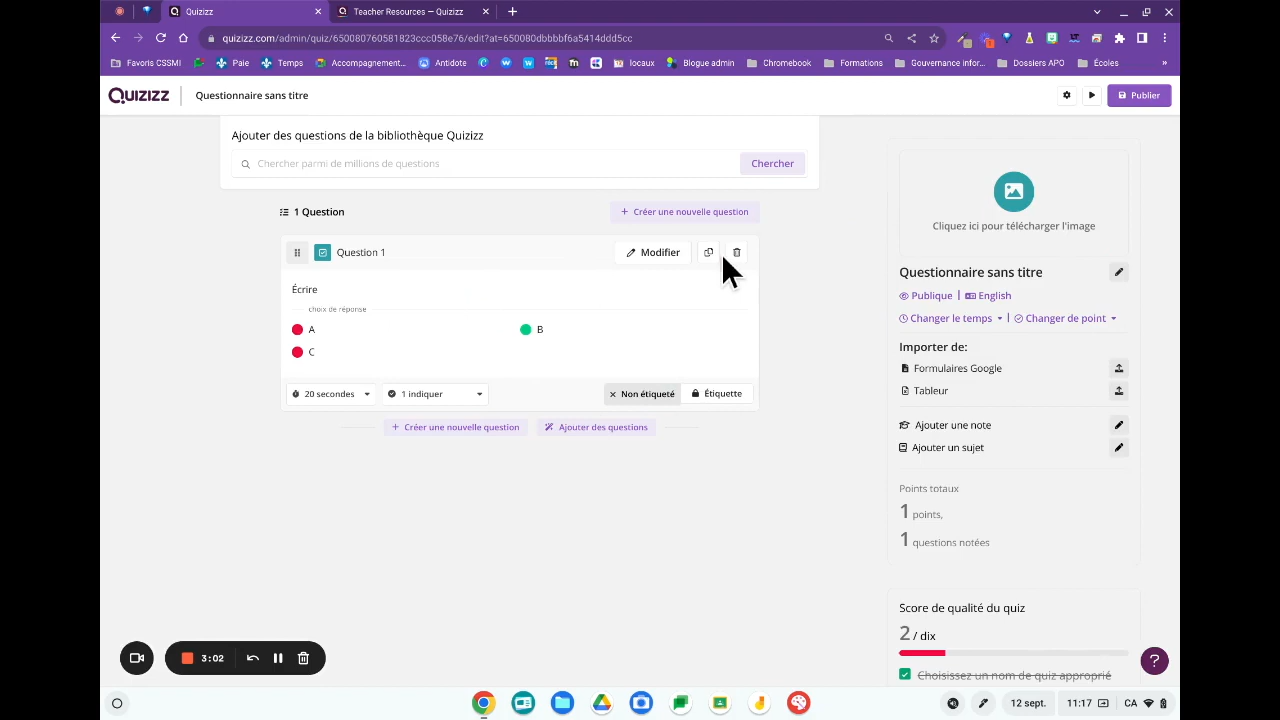 Quizizz
Teacher Resources — Quizizz
quizizz.com/admin/quiz/650080760581823ccc058e76/edit?at=650080dbbbbf6a5414ddd5cc
Favoris CSSMI
Paie
Temps
Accompagnement...
Antidote
locaux
Blogue admin
Chromebook
Formations
Gouvernance infor...
Dossiers APO
Écoles
»
QUIZIZZ
Questionnaire sans titre
Publier
Ajouter des questions de la bibliothèque Quizizz
Chercher parmi de millions de questions
Chercher
1 Question
+ Créer une nouvelle question
Question 1
Modifier
Écrire
choix de réponse
A
B
C
20 secondes
1 indiquer
Non étiqueté
Étiquette
+ Créer une nouvelle question
Ajouter des questions
Cliquez ici pour télécharger l'image
Questionnaire sans titre
Publique | English
Changer le temps | Changer de point
Importer de:
Formulaires Google
Tableur
Ajouter une note
Ajouter un sujet
Points totaux
1 points,
1 questions notées
Score de qualité du quiz
2 / dix
Choisissez un nom de quiz approprié
?
3:02
12 sept.
11:17
CA